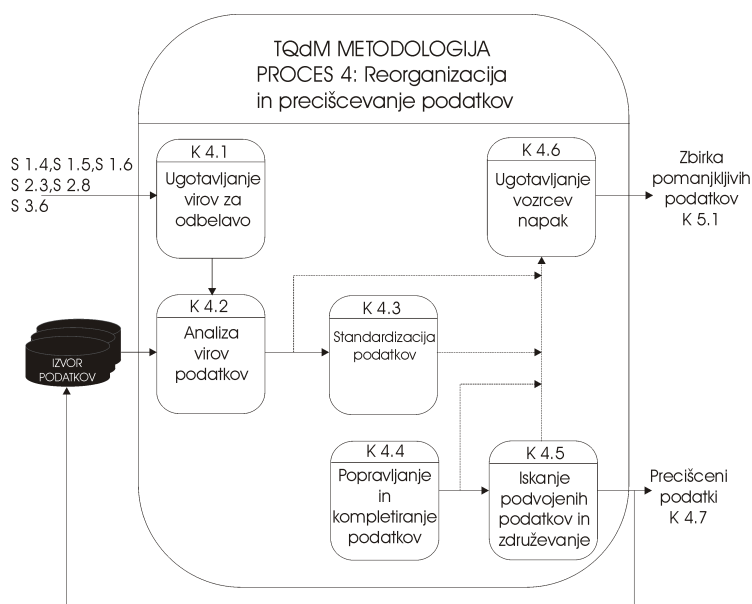 TQdM METODOLOGIJA
PROCES 4: Reorganizacija
in precišcevanje podatkov
S 1.4,S 1.5,S 1.6
S 2.3,S 2.8
S 3.6
K 4.1
Ugotavljanje
virov za
odbelavo
K 4.6
Ugotavljanje
vozrcev
napak
Zbirka
pomanjkljivih
podatkov
K 5.1
K 4.2
Analiza
virov
podatkov
K 4.3
Standardizacija
podatkov
IZVOR
PODATKOV
K 4.4
Popravljanje
in
kompletiranje
podatkov
K 4.5
Iskanje
podvojenih
podatkov in
združevanje
Precišceni
podatki
K 4.7